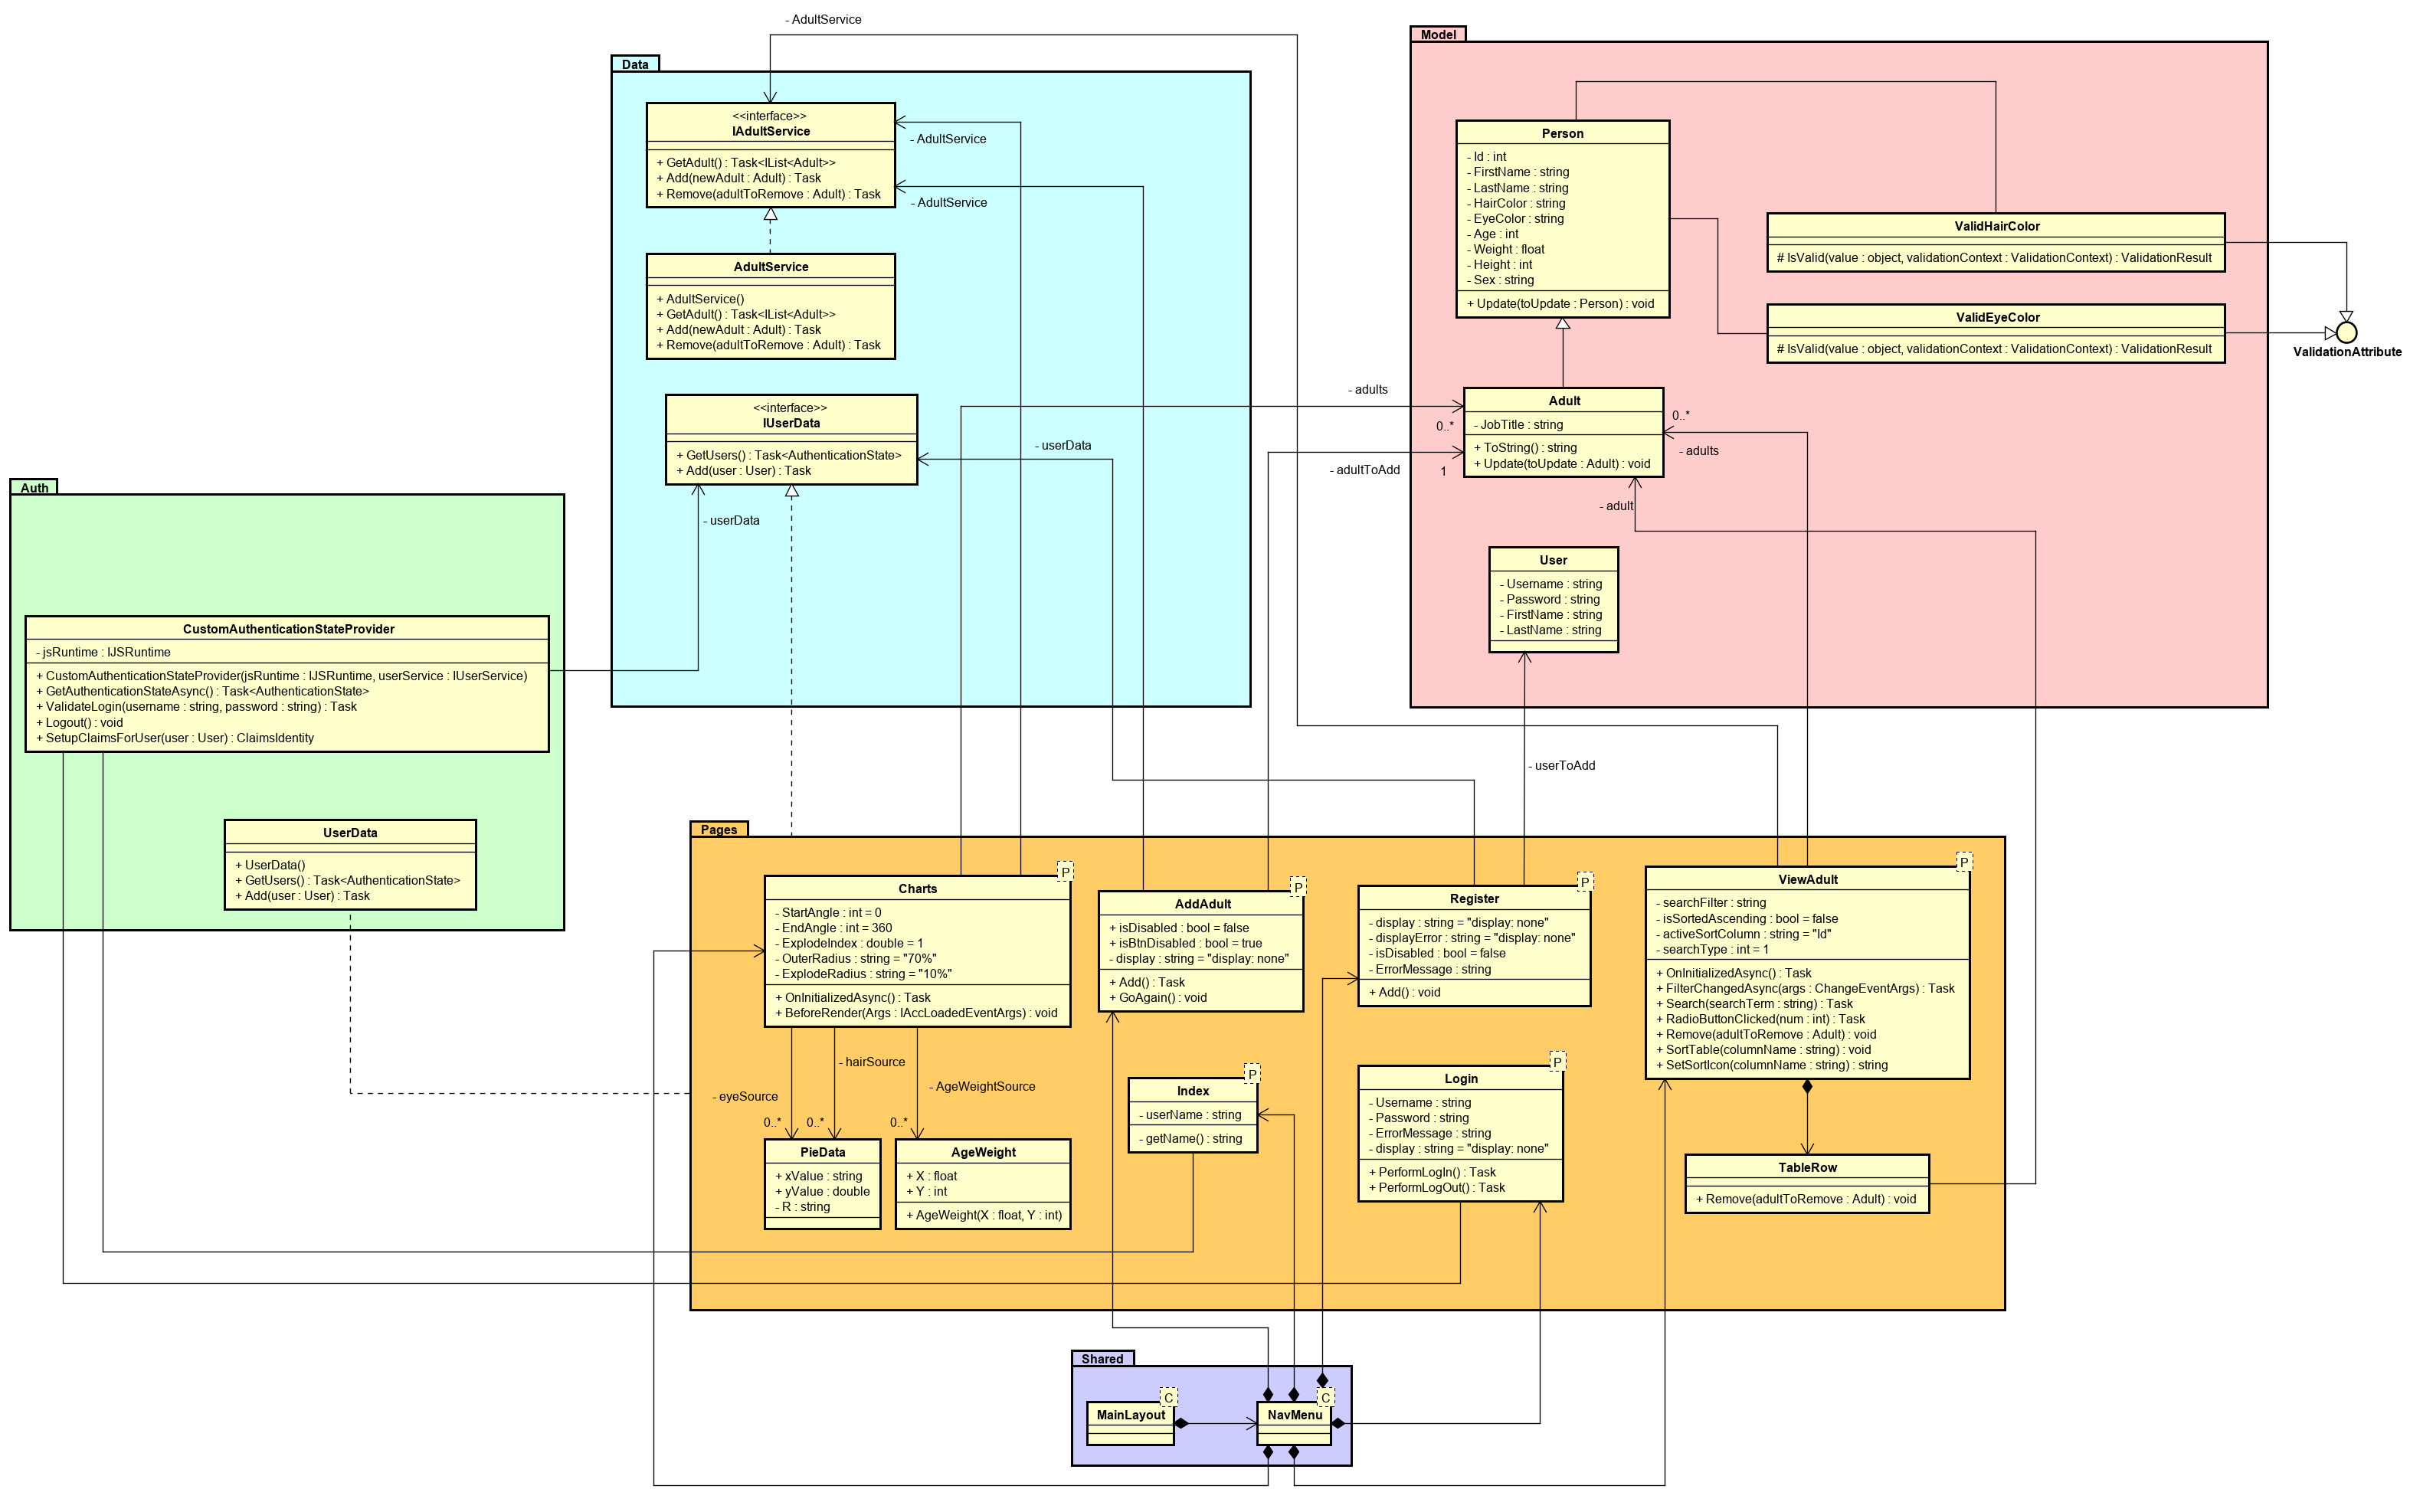 - AdultService
Data
<<interface>>
IAdultService
+ GetAdult() : Task<IList<Adult>>
+ Add(newAdult : Adult) : Task
+ Remove(adultToRemove : Adult) : Task
- AdultService
- AdultService
AdultService
+ AdultService()
+ GetAdult() : Task<IList<Adult>>
+ Add(newAdult : Adult) : Task
+ Remove(adultToRemove : Adult) : Task
<<interface>>
IUserData
+ GetUsers() : Task<AuthenticationState>
+ Add(user : User) : Task
- userData
- userData
Model
Person
- Id : int
- FirstName : string
- LastName : string
- HairColor : string
- EyeColor : string
- Age : int
- Weight : float
- Height : int
- Sex : string
+ Update(toUpdate : Person) : void
ValidHairColor
# IsValid(value : object, validationContext : ValidationContext) : ValidationResult
ValidEyeColor
# IsValid(value : object, validationContext : ValidationContext) : ValidationResult
ValidationAttribute
- adults
0..*
- adultToAdd
1
Adult
- JobTitle : string
+ ToString() : string
+ Update(toUpdate : Adult) : void
0..*
- adults
- adult
User
- Username : string
- Password : string
- FirstName : string
- LastName : string
- userToAdd
Auth
CustomAuthenticationStateProvider
- jsRuntime : IJSRuntime
+ CustomAuthenticationStateProvider(jsRuntime : IJSRuntime, userService : IUserService)
+ GetAuthenticationStateAsync() : Task<AuthenticationState>
+ ValidateLogin(username : string, password : string) : Task
+ Logout() : void
+ SetupClaimsForUser(user : User) : ClaimsIdentity
UserData
+ UserData()
+ GetUsers() : Task<AuthenticationState>
+ Add(user : User) : Task
Pages
P
Charts
- StartAngle : int = 0
- EndAngle : int = 360
- ExplodeIndex : double = 1
- OuterRadius : string = "70%"
- ExplodeRadius : string = "10%"
+ OnInitializedAsync() : Task
+ BeforeRender(Args : IAccLoadedEventArgs) : void
P
AddAdult
+ isDisabled : bool = false
+ isBtnDisabled : bool = true
- display : string = "display: none"
+ Add() : Task
+ GoAgain() : void
P
Register
- display : string = "display: none"
- displayError : string = "display: none"
- isDisabled : bool = false
- ErrorMessage : string
+ Add() : void
P
ViewAdult
- searchFilter : string
- isSortedAscending : bool = false
- activeSortColumn : string = "Id"
- searchType : int = 1
+ OnInitializedAsync() : Task
+ FilterChangedAsync(args : ChangeEventArgs) : Task
+ Search(searchTerm : string) : Task
+ RadioButtonClicked(num : int) : Task
+ Remove(adultToRemove : Adult) : void
+ SortTable(columnName : string) : void
+ SetSortIcon(columnName : string) : string
- eyeSource
0..*
- hairSource
0..*
- AgeWeightSource
0..*
PieData
+ xValue : string
+ yValue : double
- R : string
AgeWeight
+ X : float
+ Y : int
+ AgeWeight(X : float, Y : int)
P
Index
- userName : string
- getName() : string
P
Login
- Username : string
- Password : string
- ErrorMessage : string
- display : string = "display: none"
+ PerformLogIn() : Task
+ PerformLogOut() : Task
TableRow
+ Remove(adultToRemove : Adult) : void
Shared
C
MainLayout
C
NavMenu